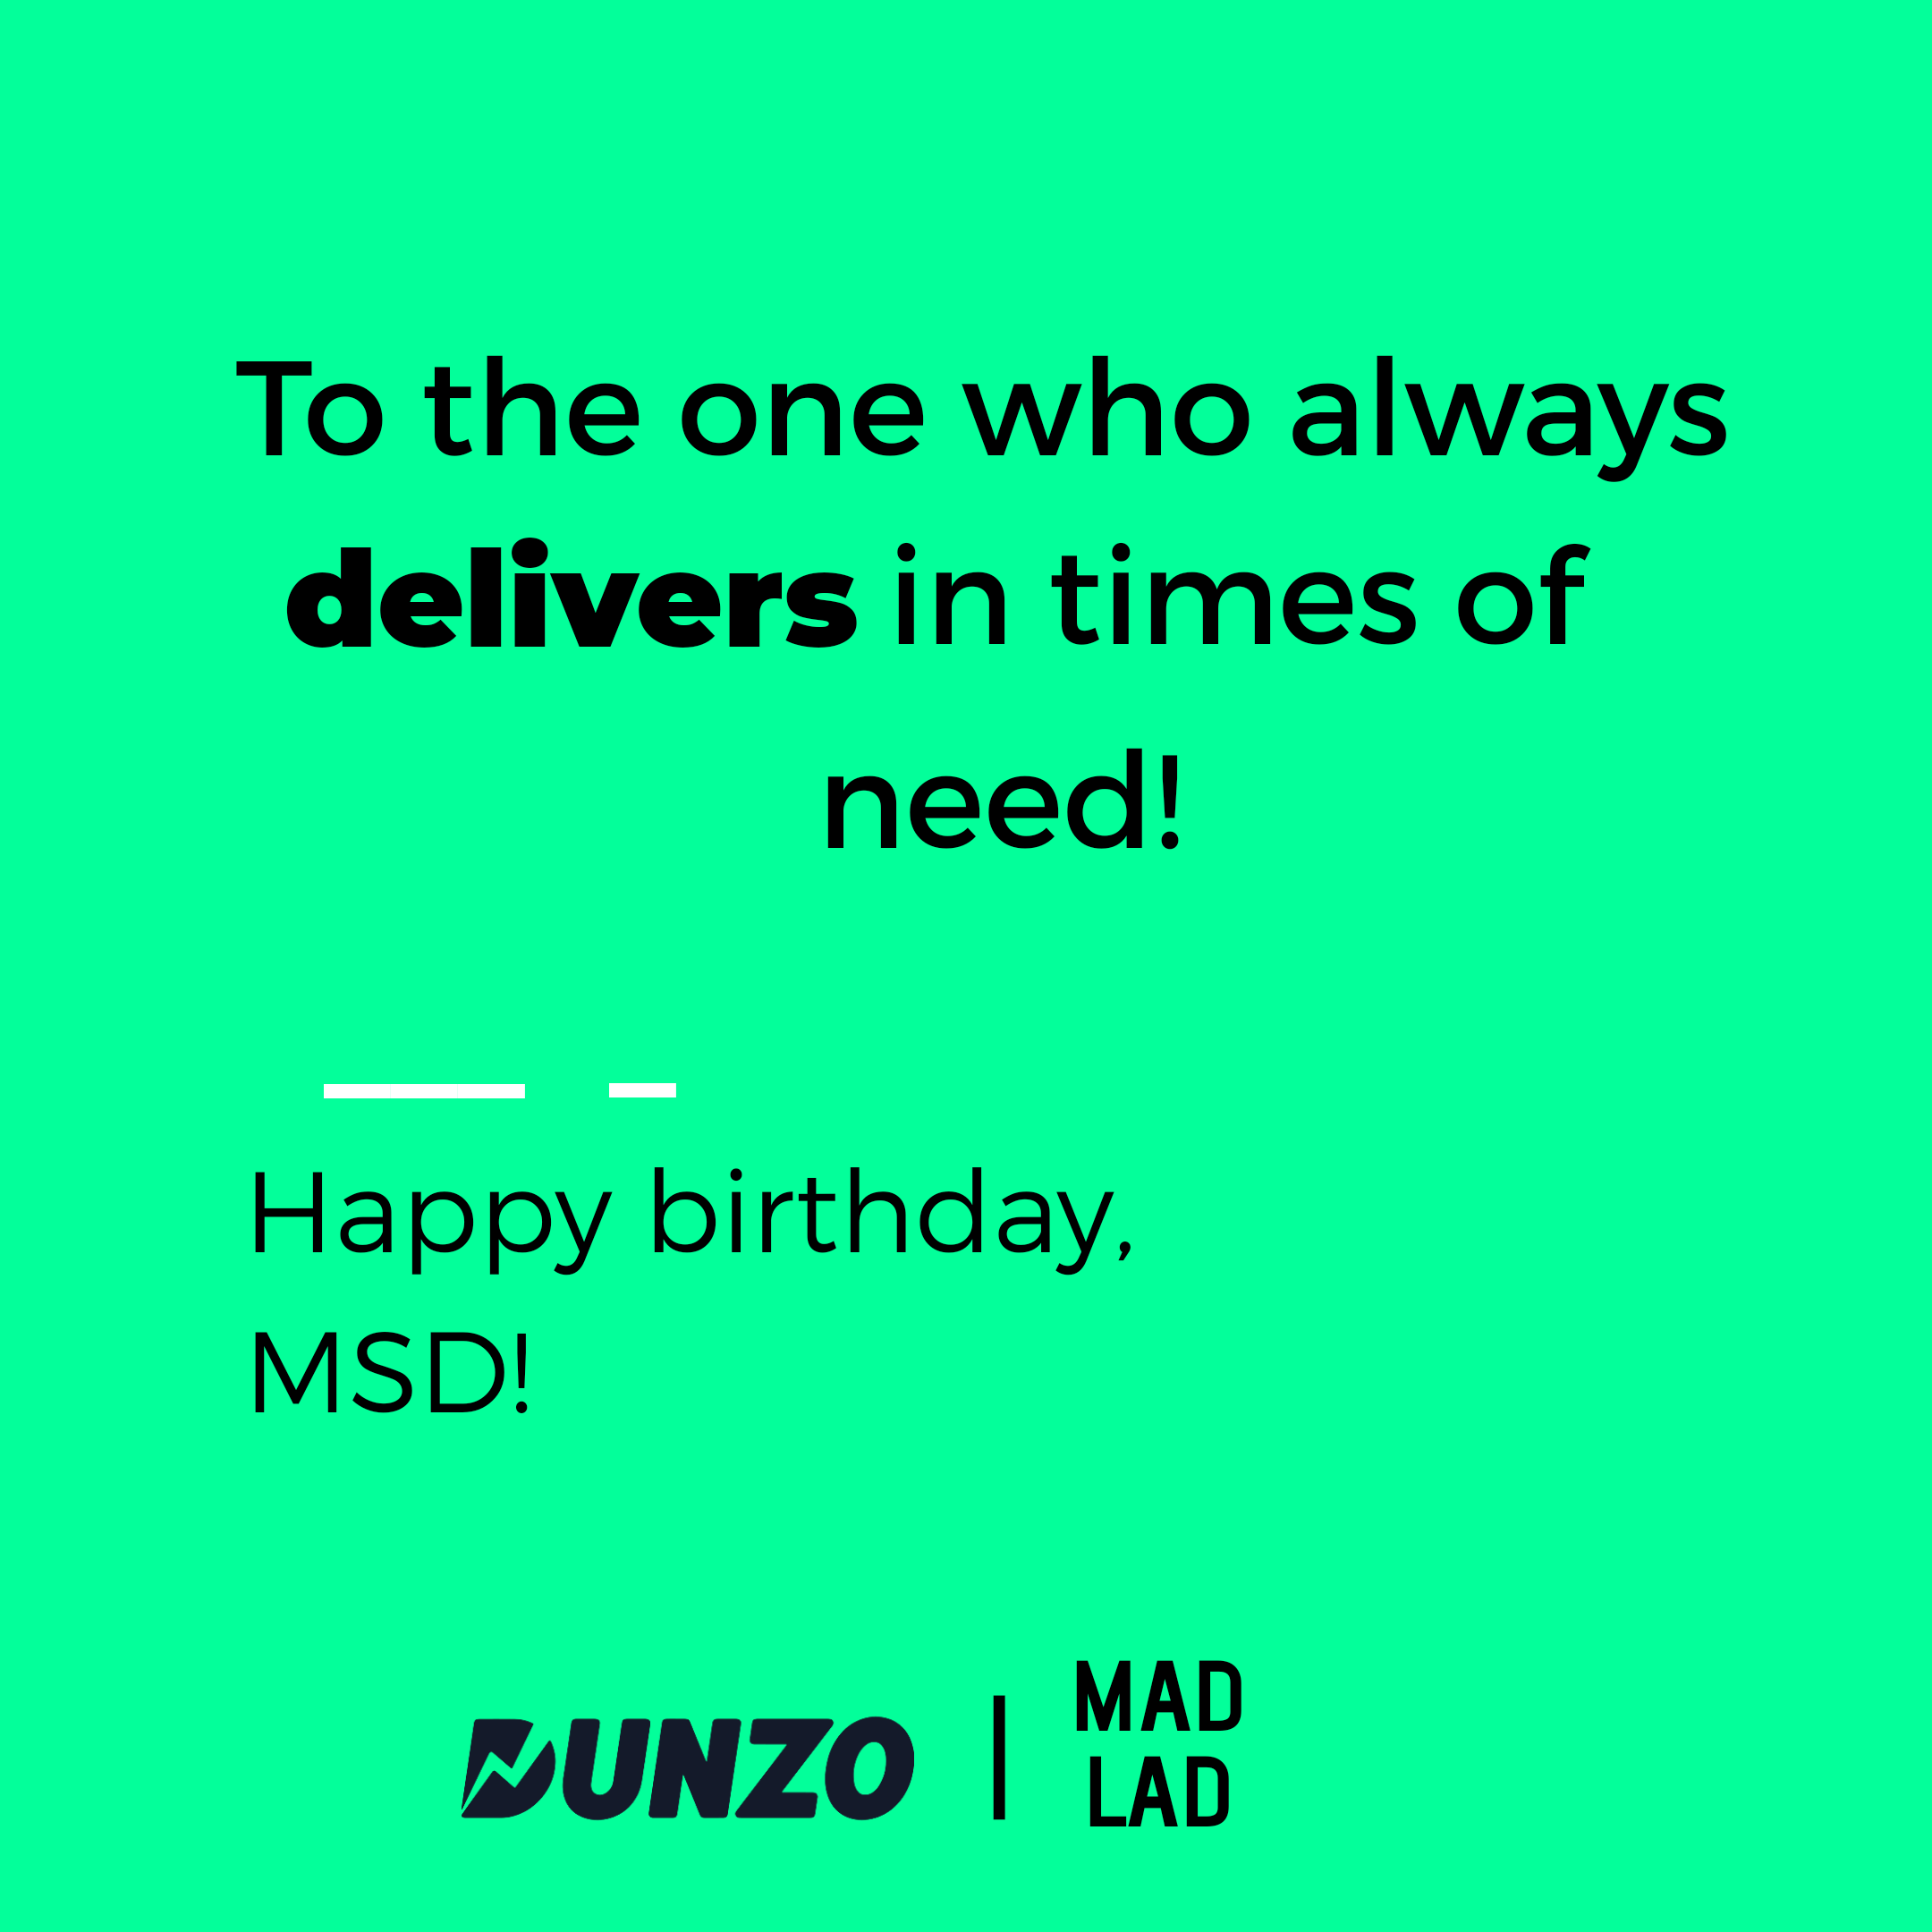 To the one who always
delivers in times of
need!
Happy birthday,
MSD!
DUNZO
MAD
LAD